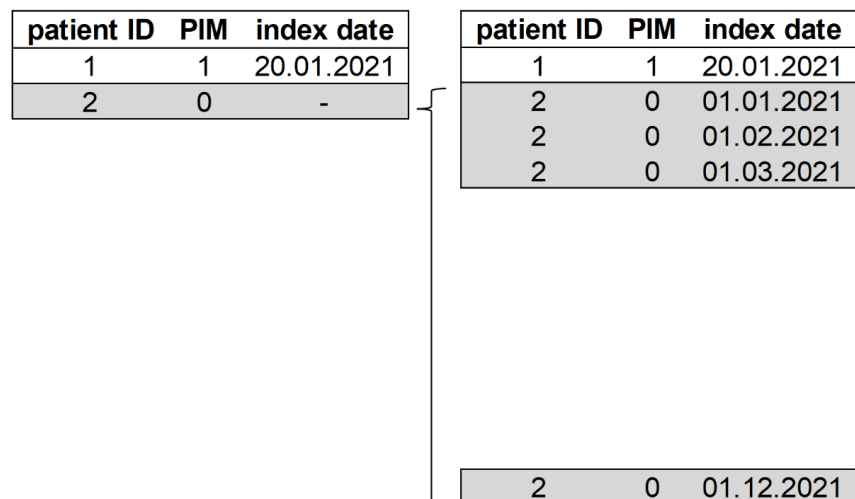 patient ID PIM index date
1 1 20.01.2021
2 0 -
patient ID PIM index date
1 1 20.01.2021
2 0 01.01.2021
2 0 01.02.2021
2 0 01.03.2021
2 0 01.12.2021